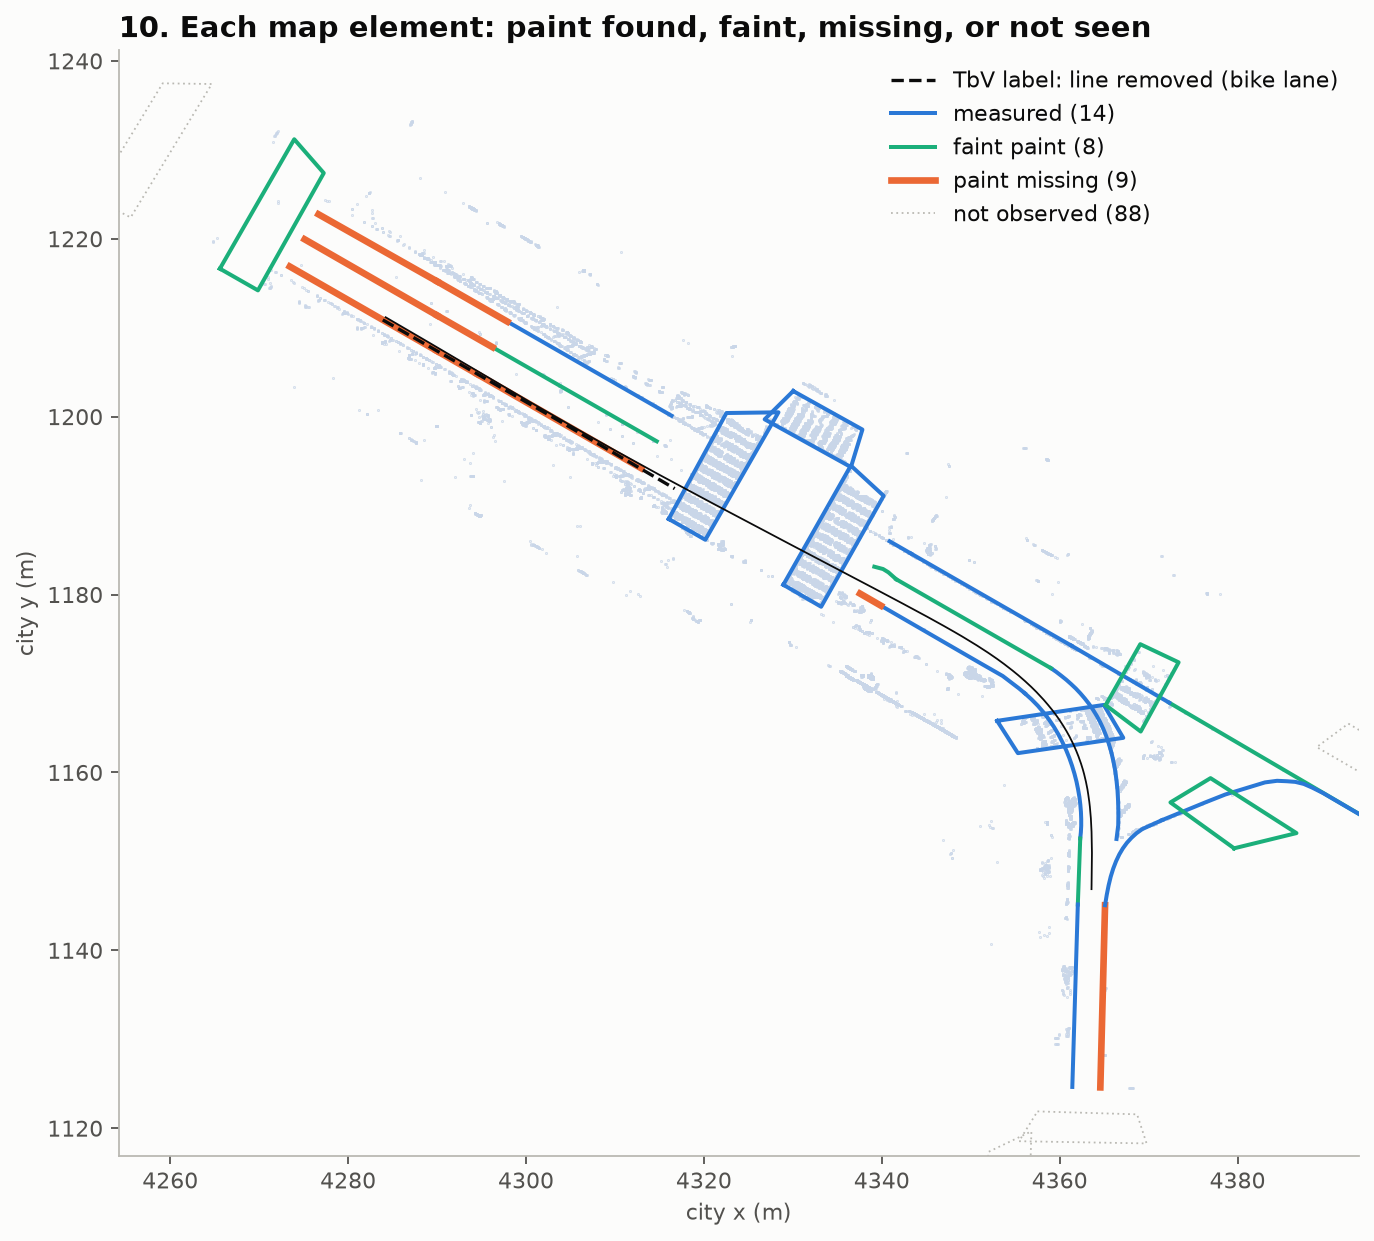 10. Each map element: paint found, faint, missing, or not seen
TbV label: line removed (bike lane)
measured (14)
faint paint (8)
paint missing (9)
not observed (88)
1240
1220
1200
1180
1160
1140
1120
city y (m)
4260
4280
4300
4320
4340
4360
4380
city x (m)